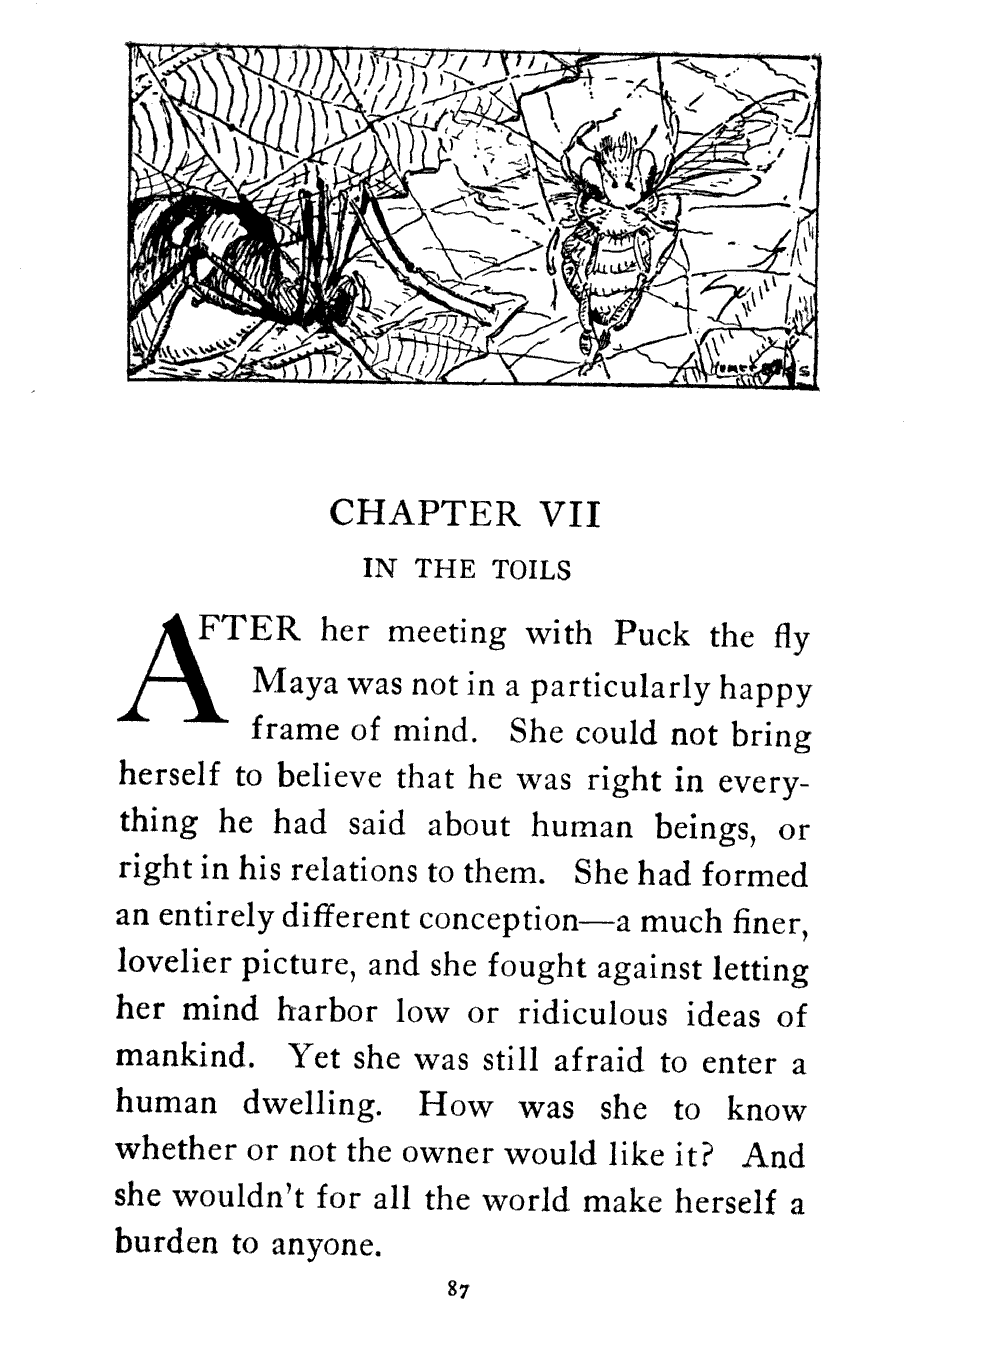 CHAPTER VII
IN THE TOILS
AFTER her meeting with Puck the fly
Maya was not in a particularly happy
frame of mind. She could not bring
herself to believe that he was right in every-
thing he had said about human beings, or
right in his relations to them. She had formed
an entirely different conception—a much finer,
lovelier picture, and she fought against letting
her mind harbor low or ridiculous ideas of
mankind. Yet she was still afraid to enter a
human dwelling. How was she to know
whether or not the owner would like it? And
she wouldn't for all the world make herself a
burden to anyone.
87